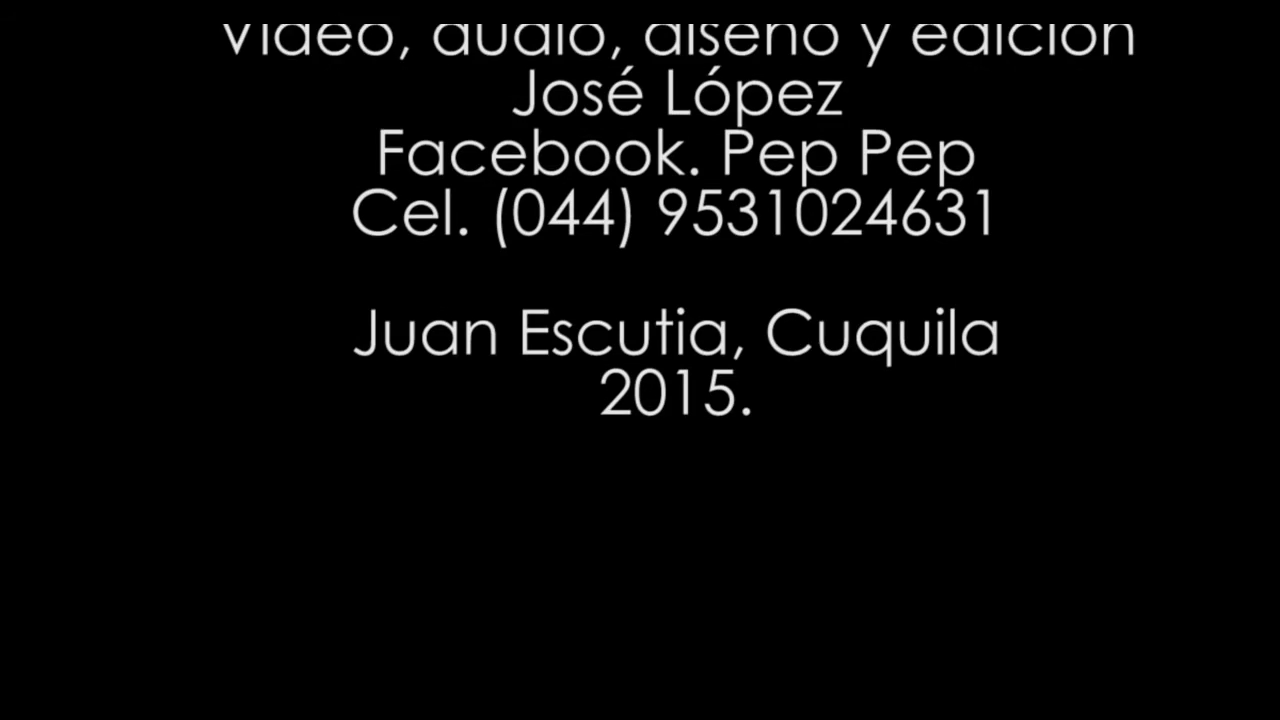 Video, audio, diseño y edición
José López
Facebook. Pep Pep
Cel. (044) 9531024631
Juan Escutia, Cuquila
2015.